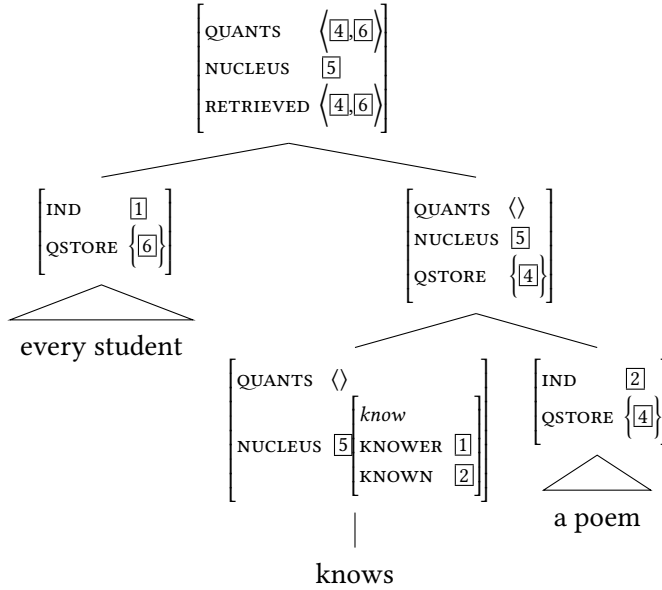 QUANTS ⟨4,6⟩
NUCLEUS 5
RETRIEVED ⟨4,6⟩
IND 1
QSTORE {6}
every student
QUANTS ⟨⟩
NUCLEUS 5
QSTORE {4}
QUANTS ⟨⟩
NUCLEUS 5
know
KNOWER 1
KNOWN 2
knows
IND 2
QSTORE {4}
a poem